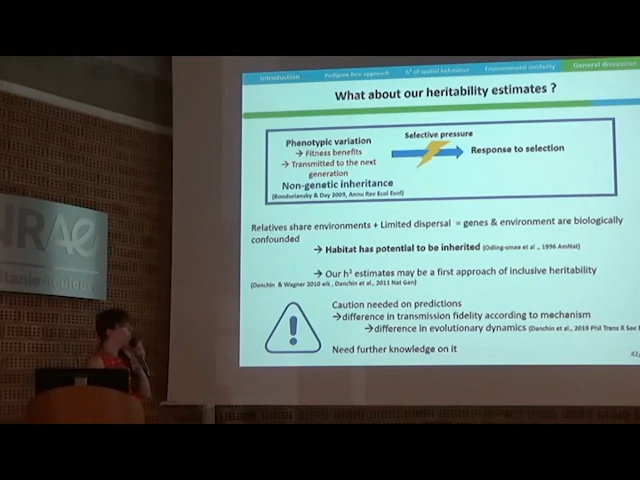 Introduction
Pedigree free approach
h² of spatial behaviour
Environmental similarity
General discussion
What about our heritability estimates ?
Phenotypic variation
→ Fitness benefits
→ Transmitted to the next
generation
Non-genetic inheritance
(Bonduriansky & Day 2009, Annu Rev Ecol Evol)
Selective pressure
Response to selection
Relatives share environments + Limited dispersal = genes & environment are biologically
confounded
→ Habitat has potential to be inherited (Odling-smee et al ., 1996 AmNat)
→ Our h² estimates may be a first approach of inclusive heritability
(Danchin & Wagner 2010 oik , Danchin et al., 2011 Nat Gen)
Caution needed on predictions
→difference in transmission fidelity according to mechanism
→difference in evolutionary dynamics (Danchin et al., 2019 Phil Trans R Soc
Need further knowledge on it
42
NRAE